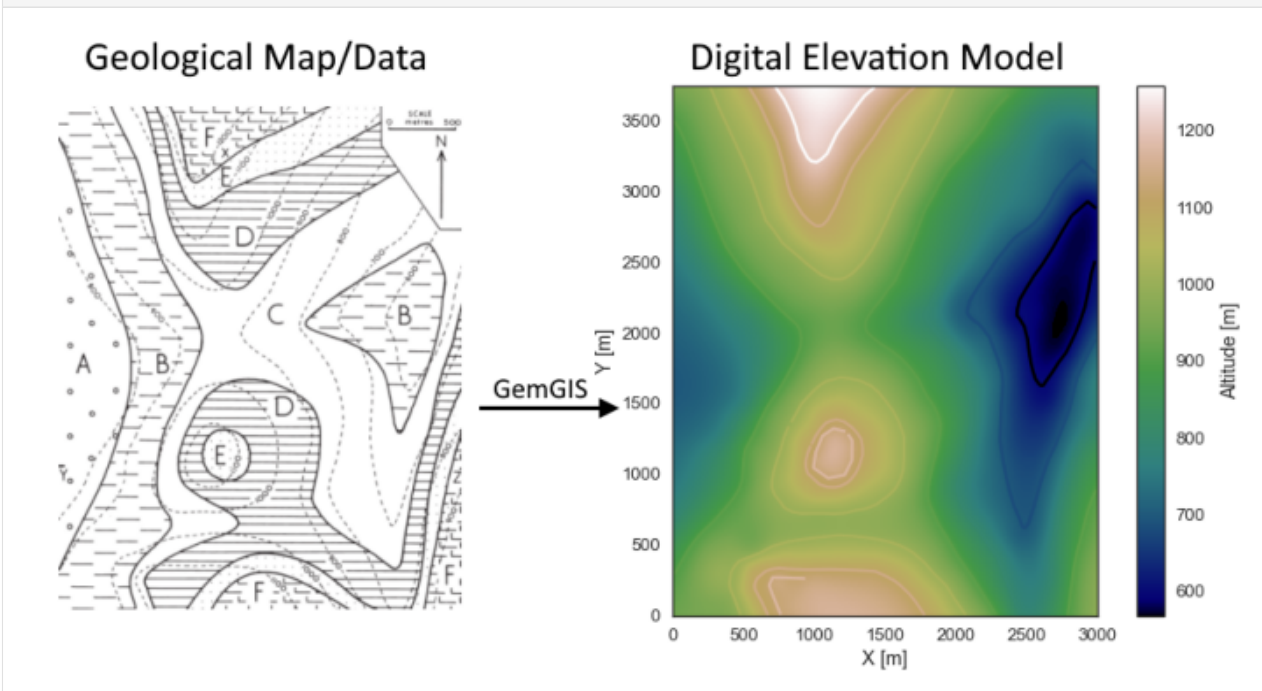 Geological Map/Data
Digital Elevation Model
SCALE
metres 500
0
N
F
x
E
D
C
B
A
B
D
E
F
F
Y
1000
GemGIS
3500
3000
2500
2000
1500
1000
500
0
Y [m]
0 500 1000 1500 2000 2500 3000
X [m]
1200
1100
1000
900
800
700
600
Altitude [m]